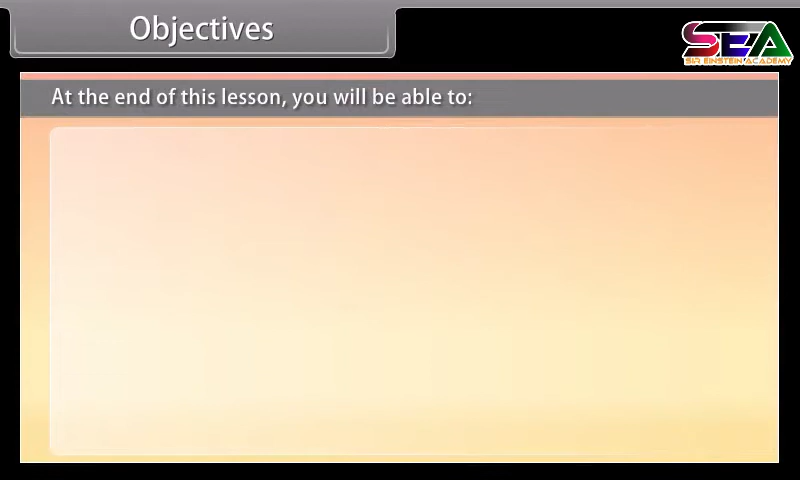 Objectives
SEA
SIR EINSTEIN ACADEMY
At the end of this lesson, you will be able to: